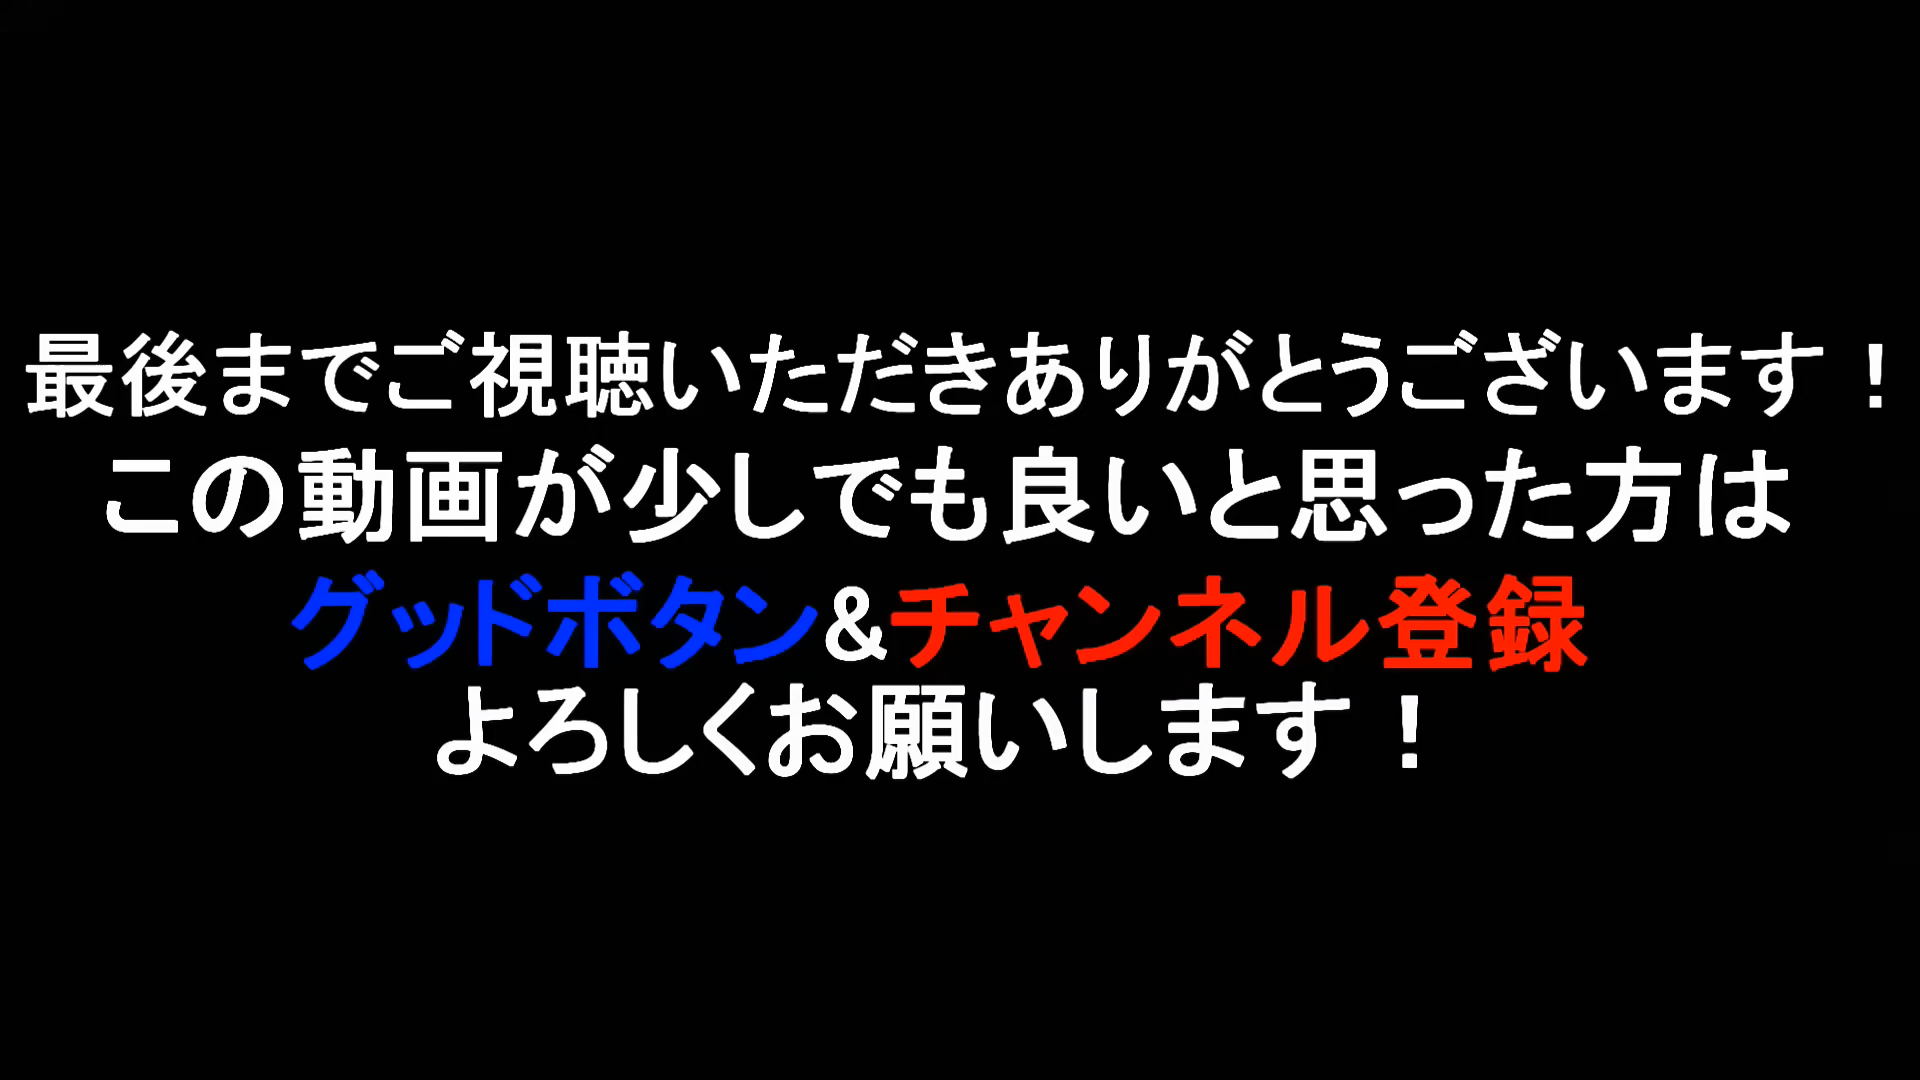 最後までご視聴いただきありがとうございます！
この動画が少しでも良いと思った方は
グッドボタン&チャンネル登録
よろしくお願いします！